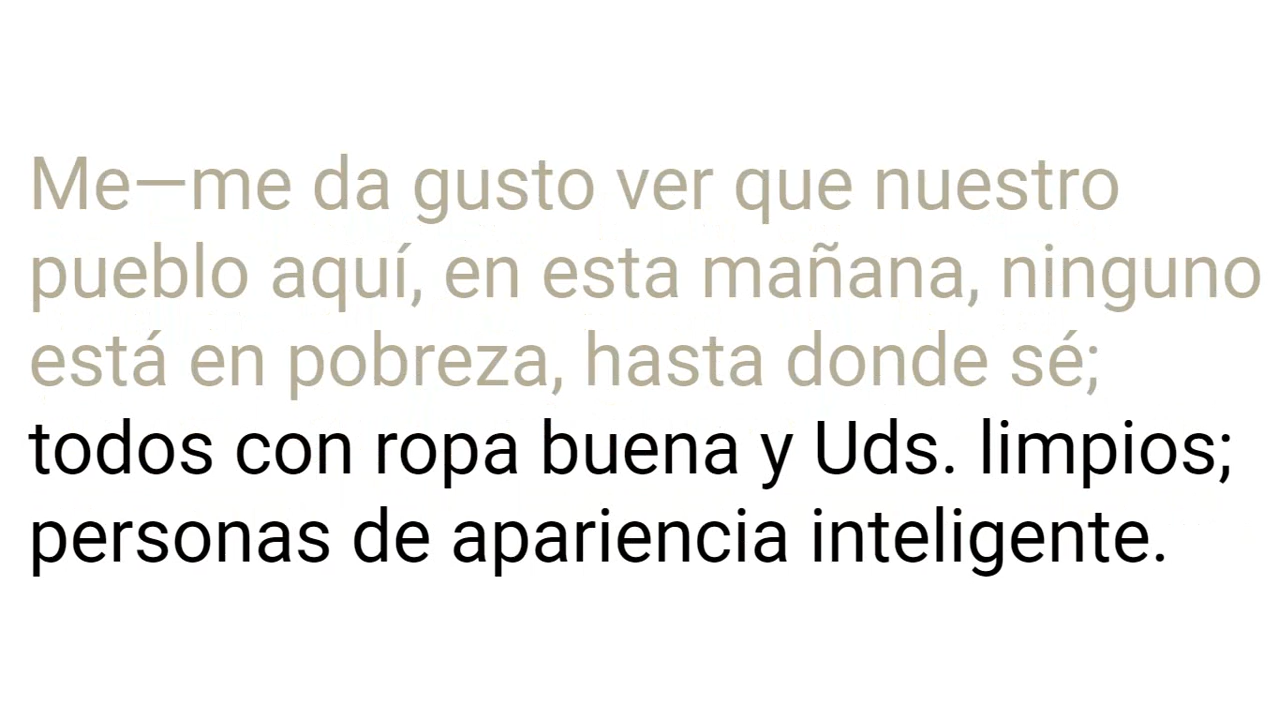 Me—me da gusto ver que nuestro
pueblo aquí, en esta mañana, ninguno
está en pobreza, hasta donde sé;
todos con ropa buena y Uds. limpios;
personas de apariencia inteligente.